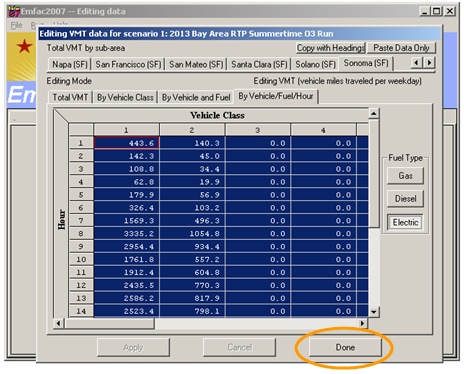 Emfac2007 -- Editing data
File Run Help
Editing VMT data for scenario 1: 2013 Bay Area RTP Summertime O3 Run
Total VMT by sub-area Copy with Headings Paste Data Only
Napa (SF) San Francisco (SF) San Mateo (SF) Santa Clara (SF) Solano (SF) Sonoma (SF)
Editing Mode Editing VMT (vehicle miles traveled per weekday)
Total VMT By Vehicle Class By Vehicle and Fuel By Vehicle/Fuel/Hour
Vehicle Class
1 2 3 4
1 443.6 140.3 0.0 0.0
2 142.3 45.0 0.0 0.0
3 108.8 34.4 0.0 0.0
4 62.8 19.9 0.0 0.0
5 179.9 56.9 0.0 0.0
6 326.4 103.2 0.0 0.0
7 1569.3 496.3 0.0 0.0
8 3335.2 1054.8 0.0 0.0
9 2954.4 934.4 0.0 0.0
10 1761.8 557.2 0.0 0.0
11 1912.4 604.8 0.0 0.0
12 2435.5 770.3 0.0 0.0
13 2586.2 817.9 0.0 0.0
14 2523.4 798.1 0.0 0.0
Hour
Fuel Type
Gas
Diesel
Electric
Apply Cancel Done